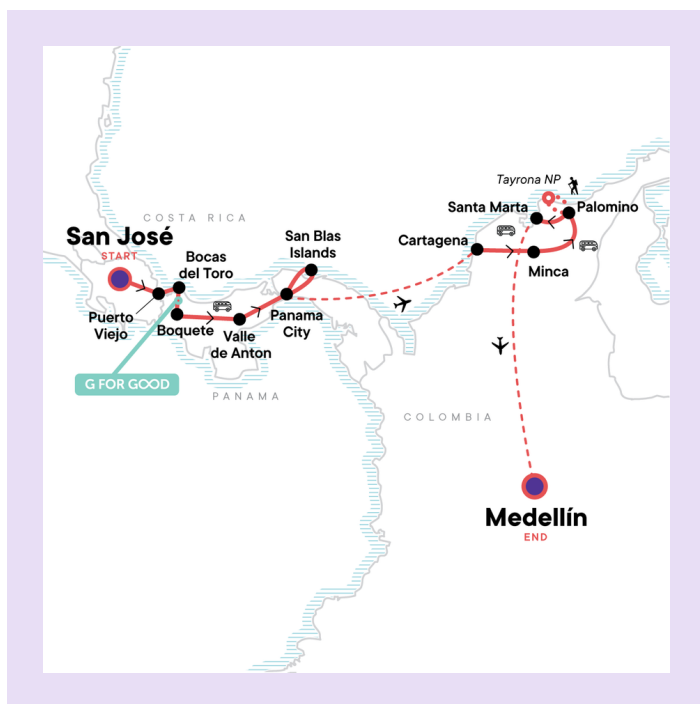 Tayrona NP
Santa Marta
Palomino
COSTA RICA
San José
START
San Blas
Islands
Cartagena
Bocas
del Toro
Minca
Puerto
Viejo
Boquete
Valle
de Anton
Panama
City
G FOR GOOD
PANAMA
COLOMBIA
Medellín
END